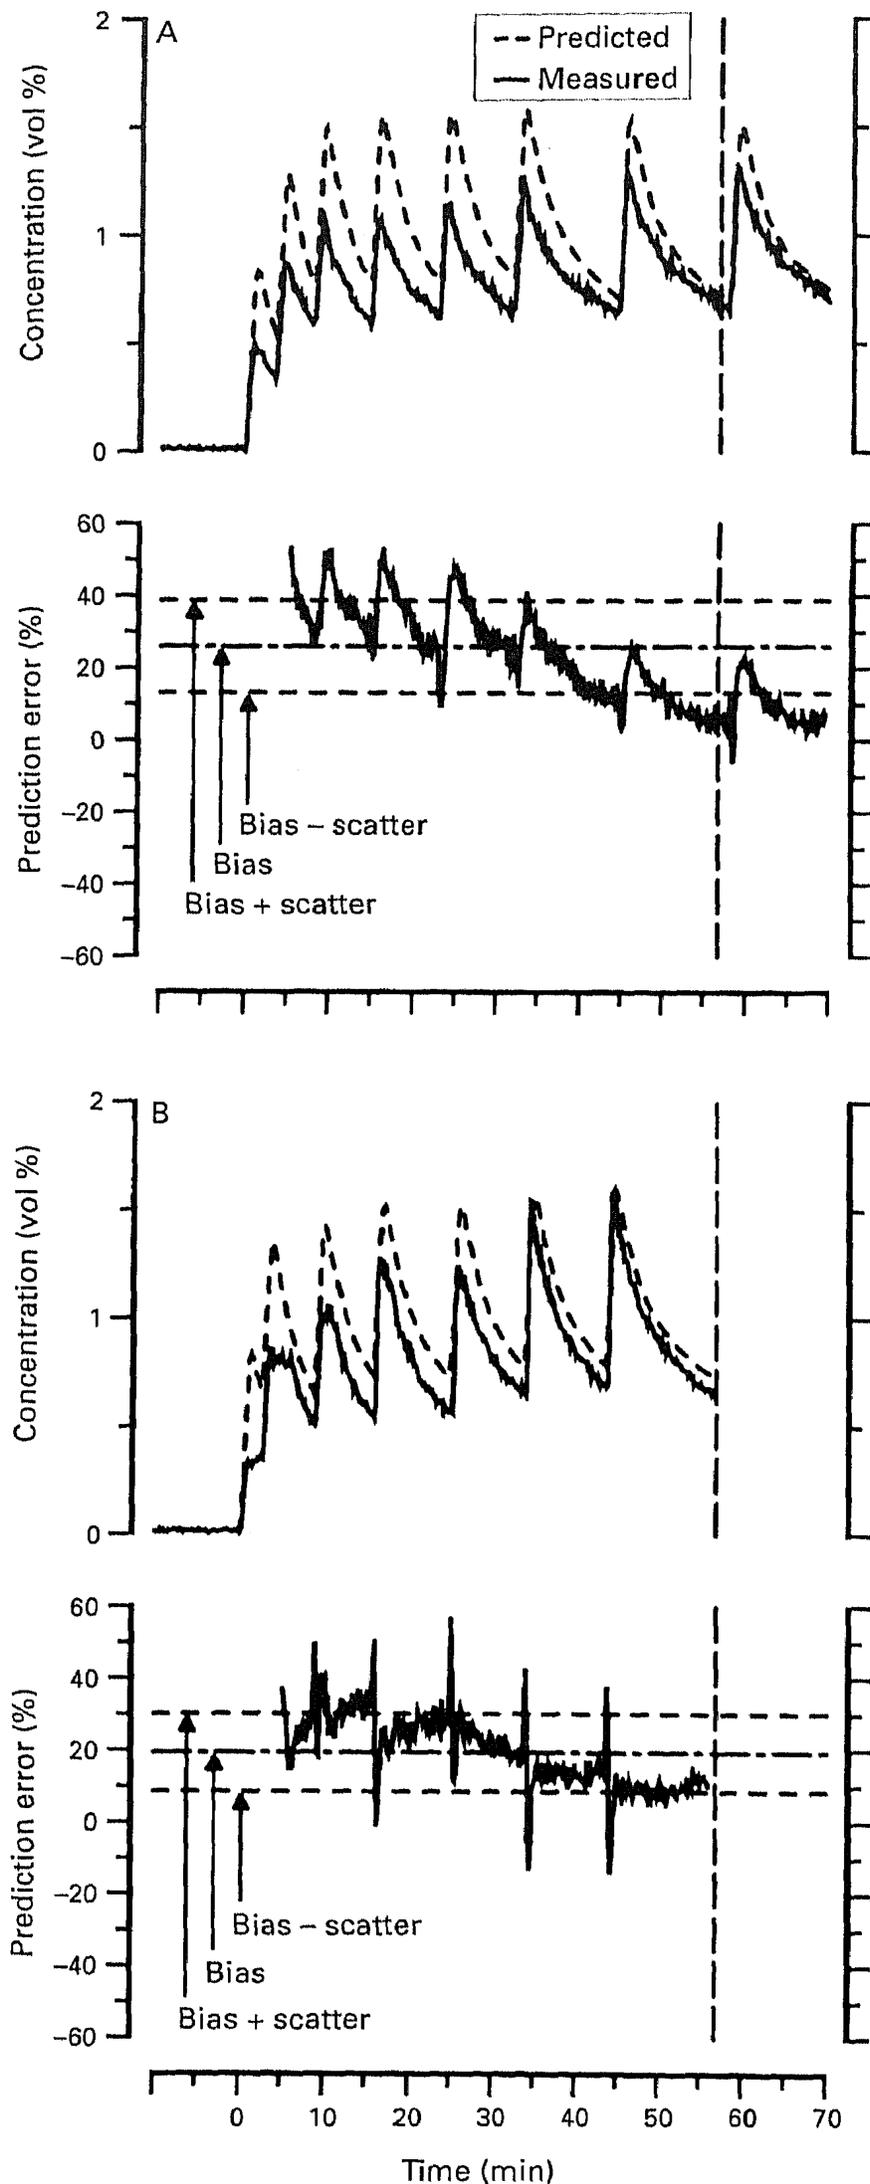 A
Predicted
Measured
2
1
0
Concentration (vol %)
60
40
20
0
−20
−40
−60
Prediction error (%)
Bias − scatter
Bias
Bias + scatter
B
2
1
0
Concentration (vol %)
60
40
20
0
−20
−40
−60
Prediction error (%)
Bias − scatter
Bias
Bias + scatter
0 10 20 30 40 50 60 70
Time (min)